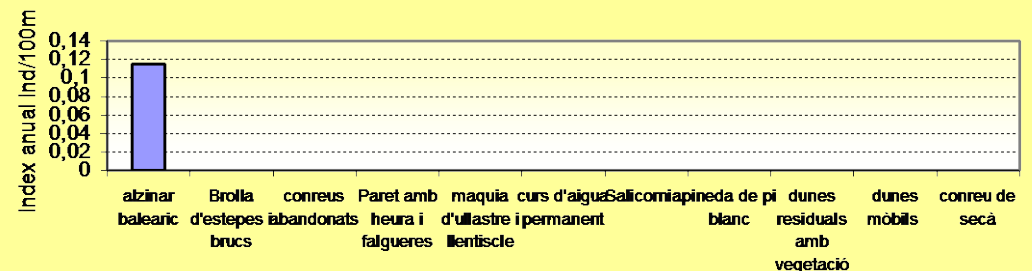 Index anual Ind/100m
0,14
0,12
0,1
0,08
0,06
0,04
0,02
0
alzinar
balearic
Brolla
d'estepes i
brucs
conreus
abandonats
Paret amb
heura i
falgueres
maquia
d'ullastre i
llentiscle
curs d'aigua
permanent
Salicornia
pineda de pi
blanc
dunes
residuals
amb
vegetació
dunes
mòbils
conreu de
secà